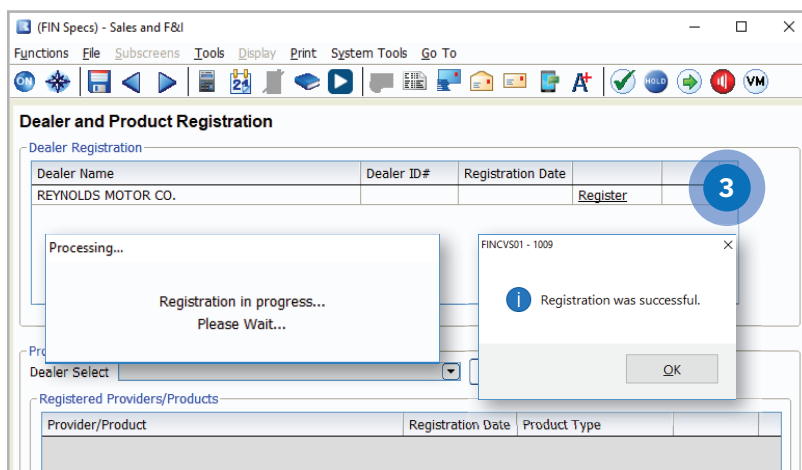 (FIN Specs) - Sales and F&I
Functions File Subscreens Tools Display Print System Tools Go To
ON 24 A+ HOLD VM
Dealer and Product Registration
Dealer Registration
Dealer Name Dealer ID# Registration Date
REYNOLDS MOTOR CO. Register
3
Processing...
Registration in progress...
Please Wait...
FINCVS01 - 1009
Registration was successful.
OK
Dealer Select
Registered Providers/Products
Provider/Product Registration Date Product Type